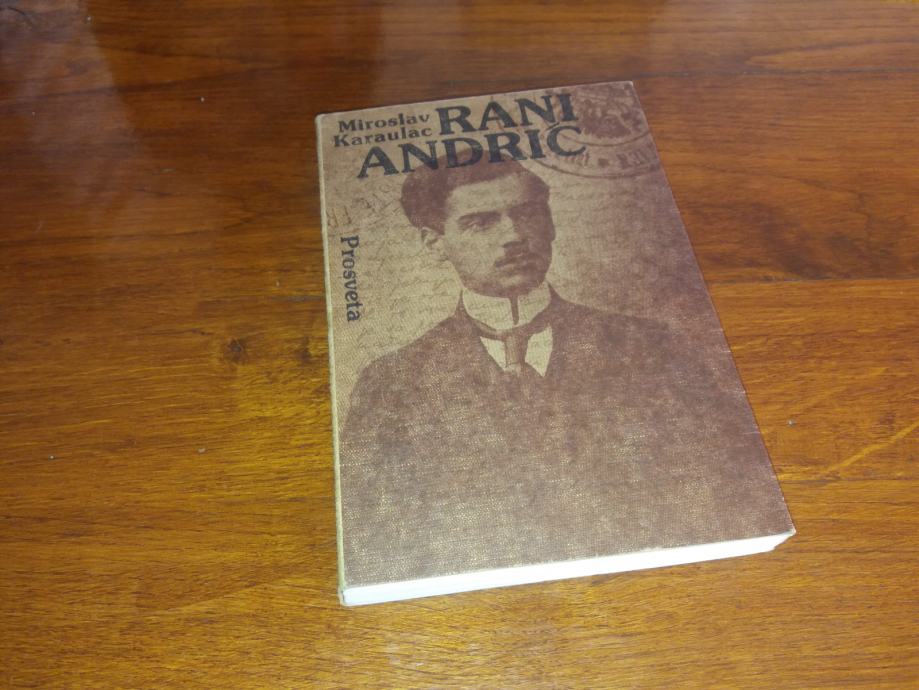 Miroslav
Karaulac
RANI
ANDRIĆ
Prosveta